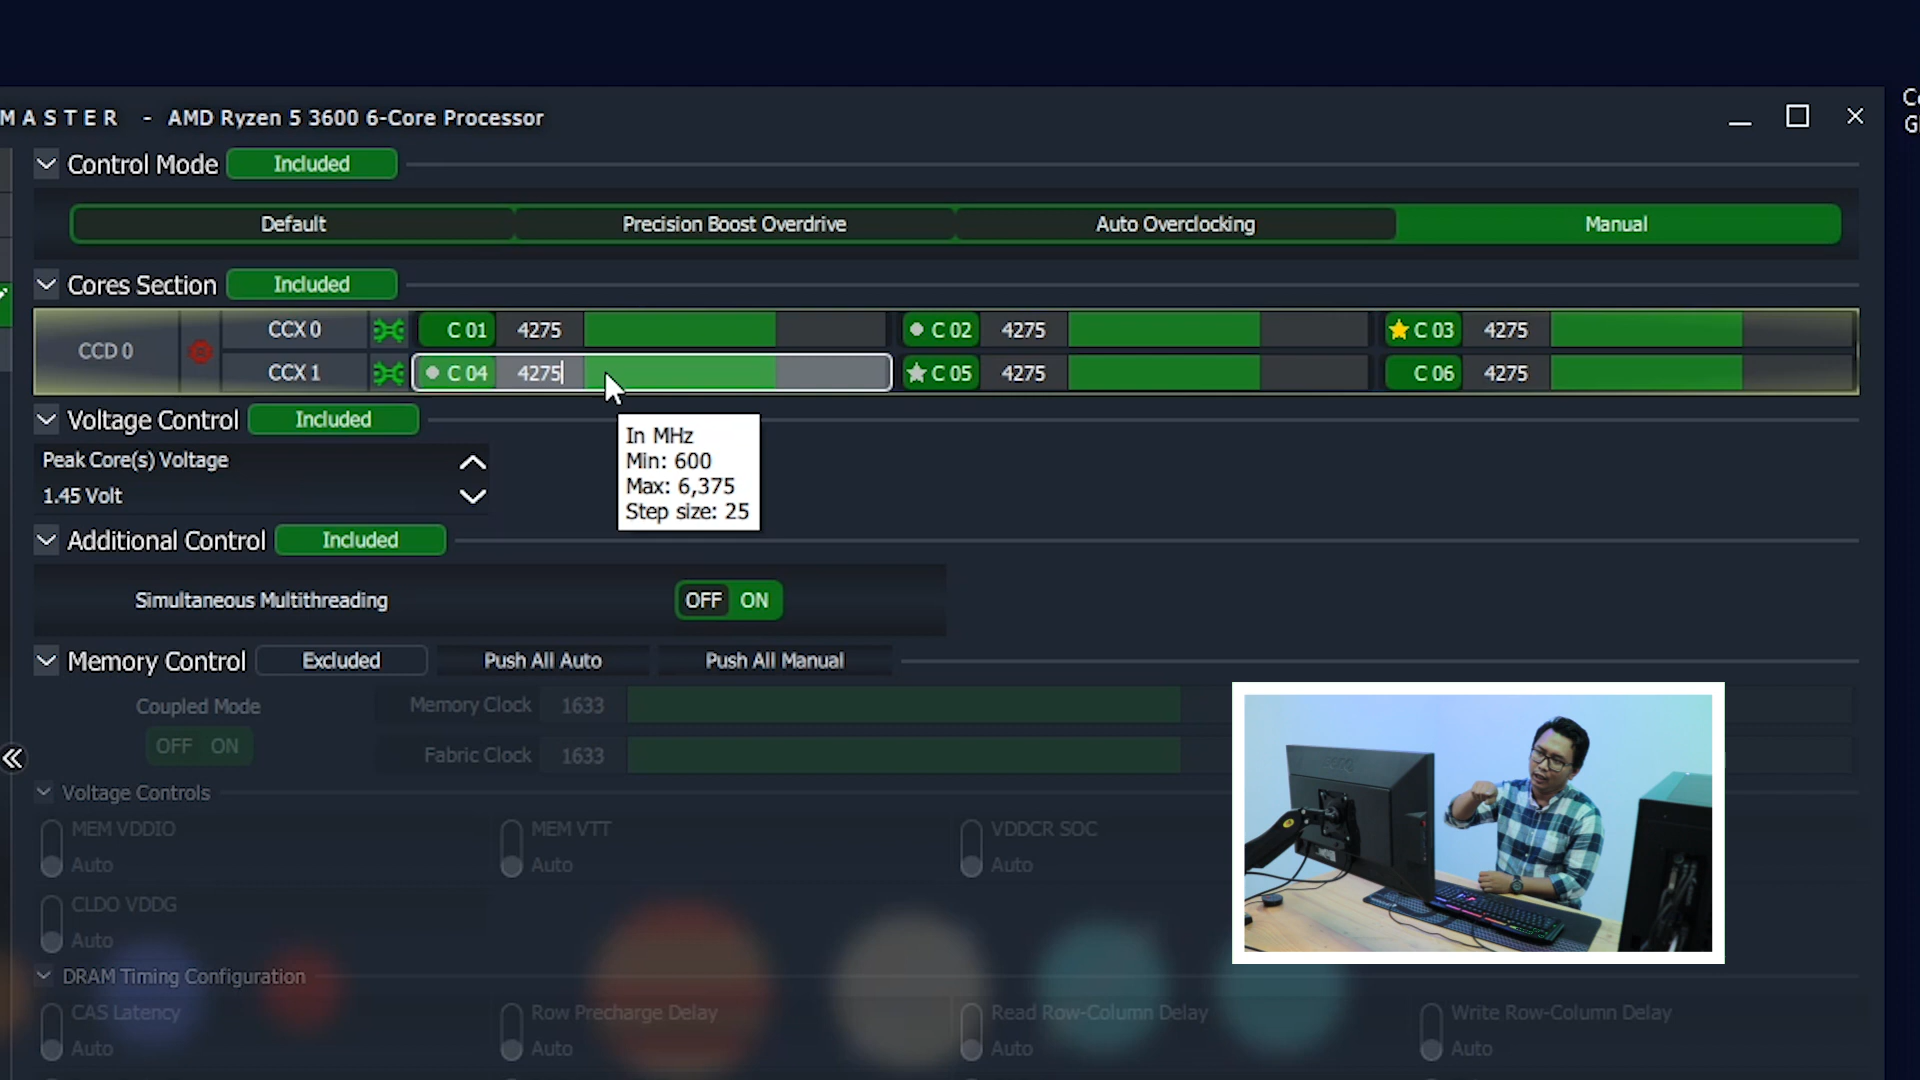 MASTER - AMD Ryzen 5 3600 6-Core Processor
Control Mode Included
Default Precision Boost Overdrive Auto Overclocking Manual
Cores Section Included
CCD 0
CCX 0 C 01 4275 C 02 4275 C 03 4275
CCX 1 C 04 4275 C 05 4275 C 06 4275
Voltage Control Included
Peak Core(s) Voltage
1.45 Volt
In MHz
Min: 600
Max: 6,375
Step size: 25
Additional Control Included
Simultaneous Multithreading OFF ON
Memory Control Excluded Push All Auto Push All Manual
Coupled Mode
OFF ON
Memory Clock 1633
Fabric Clock 1633
Voltage Controls
MEM VDDIO
Auto
MEM VTT
Auto
VDDCR SOC
Auto
CLDO VDDG
Auto
DRAM Timing Configuration
CAS Latency
Auto
Row Precharge Delay
Auto
Read Row-Column Delay
Auto
Write Row-Column Delay
Auto